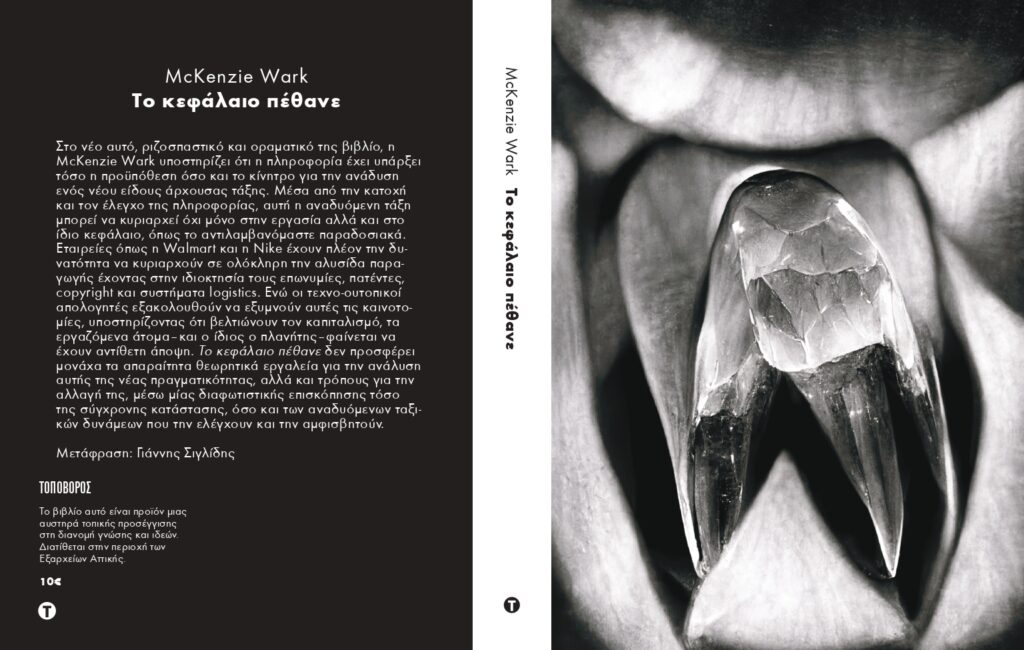 McKenzie Wark
Το κεφάλαιο πέθανε
Στο νέο αυτό, ριζοσπαστικό και οραματικό της βιβλίο, η
McKenzie Wark υποστηρίζει ότι η πληροφορία έχει υπάρξει
τόσο η προϋπόθεση όσο και το κίνητρο για την ανάδυση
ενός νέου είδους άρχουσας τάξης. Μέσα από την κατοχή
και τον έλεγχο της πληροφορίας, αυτή η αναδυόμενη τάξη
μπορεί να κυριαρχεί όχι μόνο στην εργασία αλλά και στο
ίδιο κεφάλαιο, όπως το αντιλαμβανόμαστε παραδοσιακά.
Εταιρείες όπως η Walmart και η Nike έχουν πλέον την δυ-
νατότητα να κυριαρχούν σε ολόκληρη την αλυσίδα παρα-
γωγής έχοντας στην ιδιοκτησία τους επωνυμίες, πατέντες,
copyright και συστήματα logistics. Ενώ οι τεχνο-ουτοπικοί
απολογητές εξακολουθούν να εξυμνούν αυτές τις καινοτο-
μίες, υποστηρίζοντας ότι βελτιώνουν τον καπιταλισμό, τα
εργαζόμενα άτομα–και ο ίδιος ο πλανήτης–φαίνεται να
έχουν αντίθετη άποψη. Το κεφάλαιο πέθανε δεν προσφέρει
μονάχα τα απαραίτητα θεωρητικά εργαλεία για την ανάλυση
αυτής της νέας πραγματικότητας, αλλά και τρόπους για την
αλλαγή της, μέσω μίας διαφωτιστικής επισκόπησης τόσο
της σύγχρονης κατάστασης, όσο και των αναδυόμενων ταξι-
κών δυνάμεων που την ελέγχουν και την αμφισβητούν.
Μετάφραση: Γιάννης Σιγλίδης
ΤΟΠΟΒΟΡΟΣ
Το βιβλίο αυτό είναι προϊόν μιας
αυστηρά τοπικής προσέγγισης
στη διανομή γνώσης και ιδεών.
Διατίθεται στην περιοχή των
Εξαρχείων Αττικής.
10€
T
McKenzie Wark Το κεφάλαιο πέθανε
T